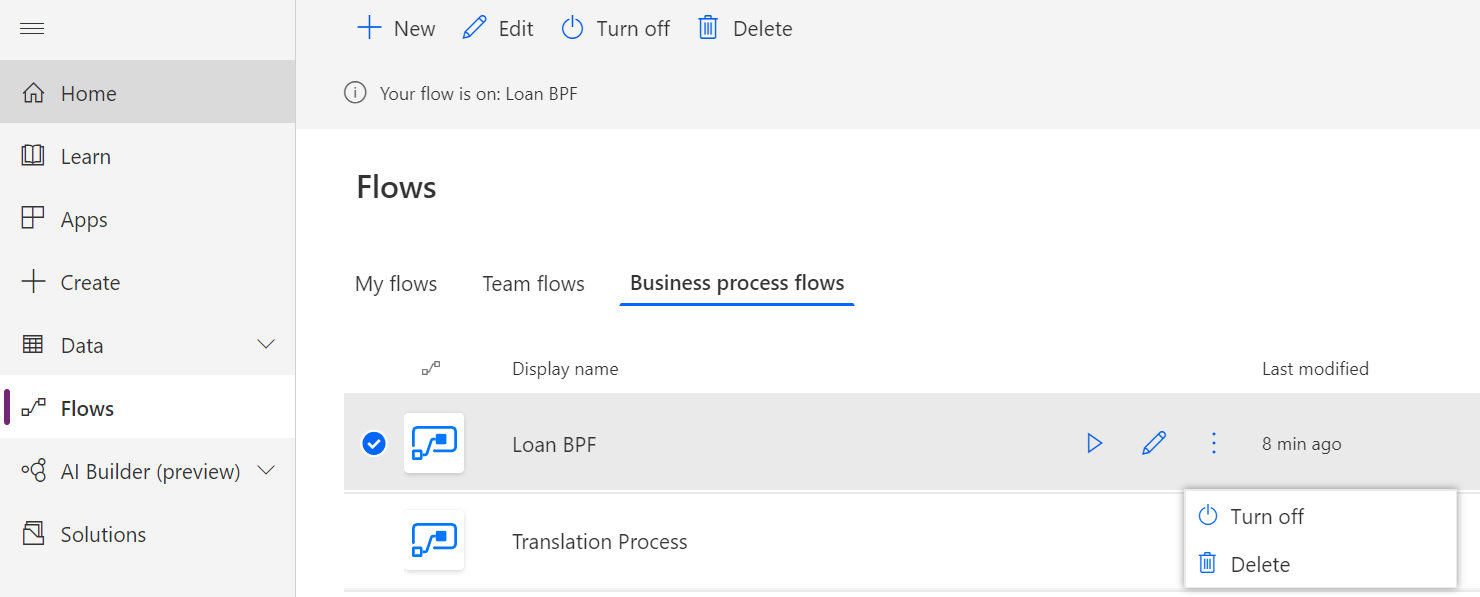 New Edit Turn off Delete
Your flow is on: Loan BPF
Home
Learn
Apps
Create
Data
Flows
AI Builder (preview)
Solutions
Flows
My flows Team flows Business process flows
Display name Last modified
Loan BPF 8 min ago
Turn off
Translation Process
Delete